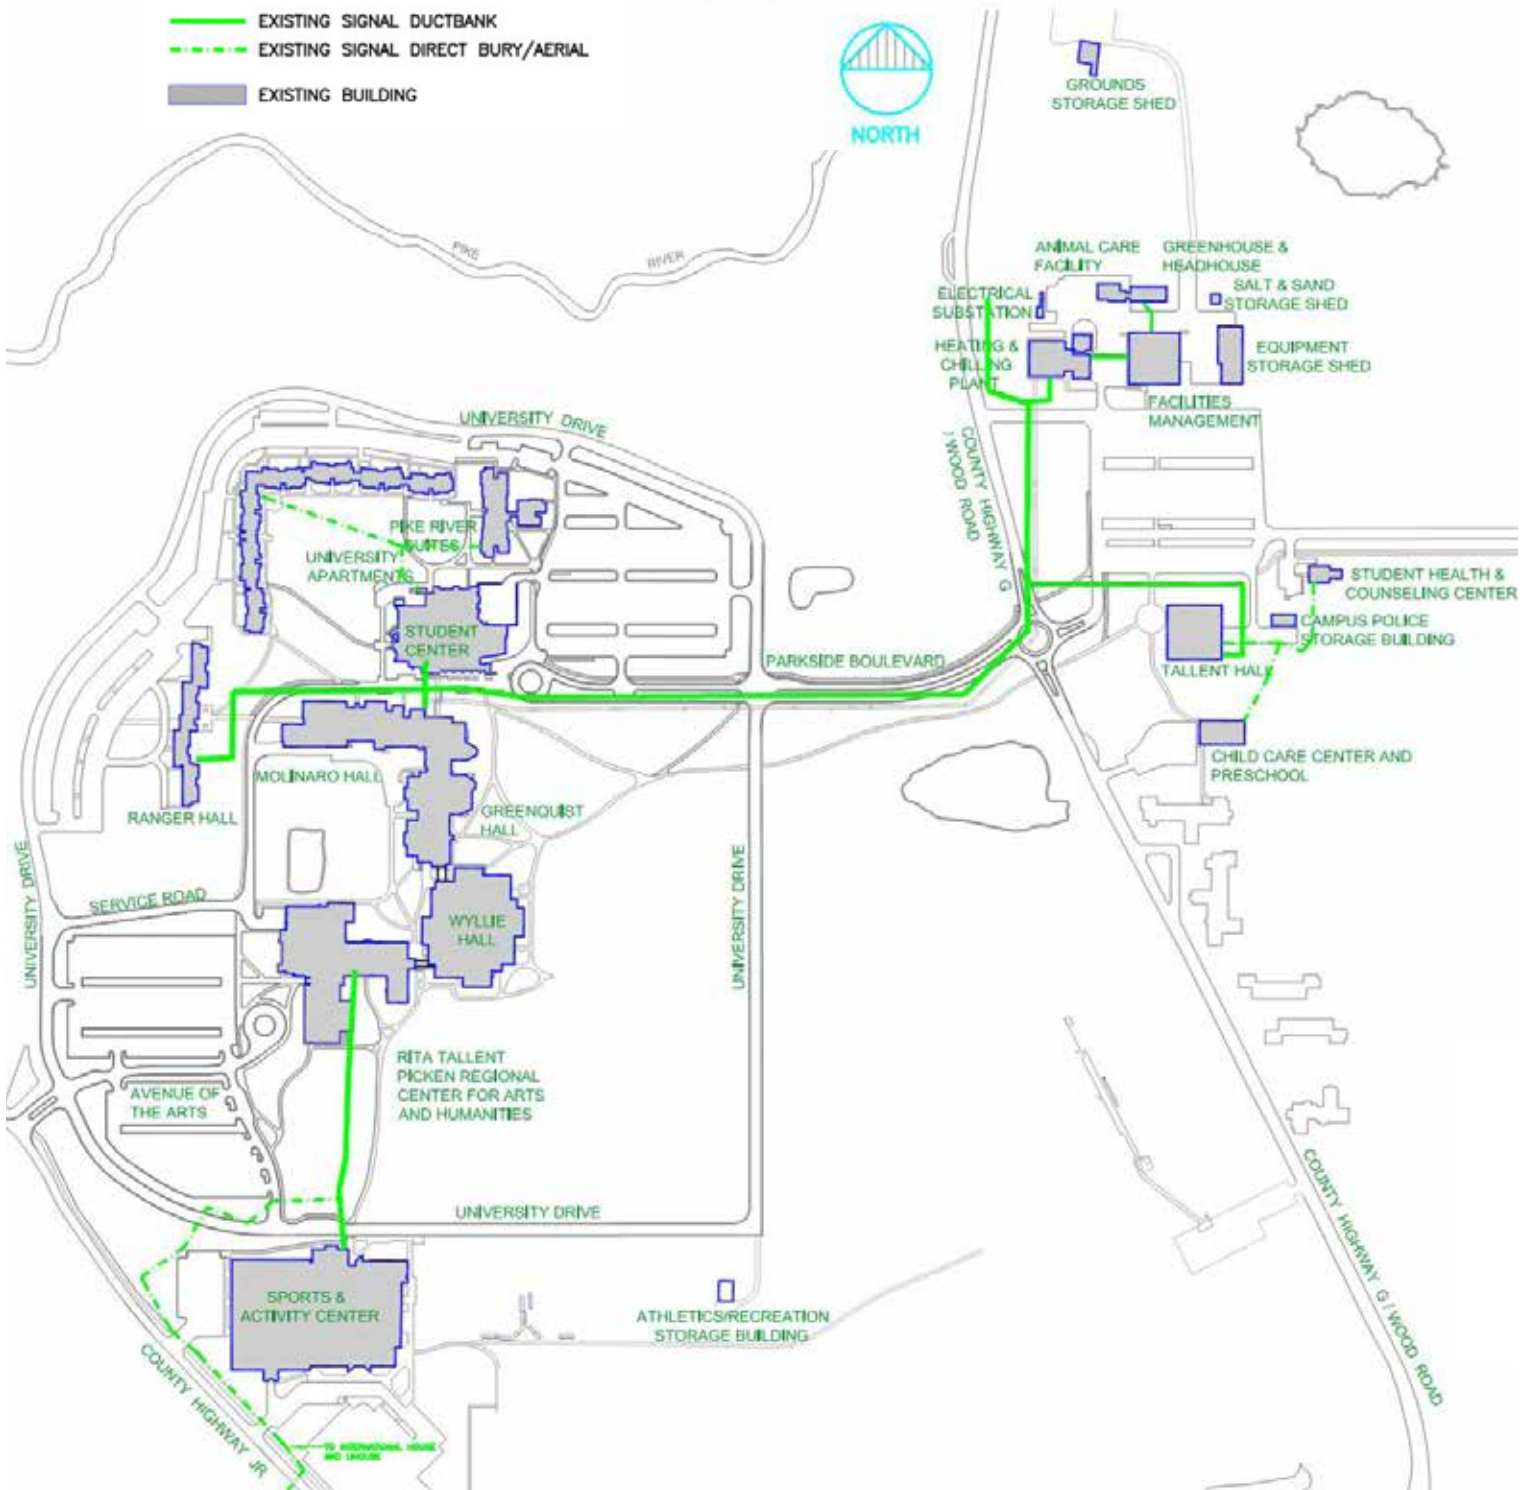 EXISTING SIGNAL DUCTBANK
EXISTING SIGNAL DIRECT BURY/AERIAL
EXISTING BUILDING
NORTH
GROUNDS
STORAGE SHED
PIKE
RIVER
ANIMAL CARE
FACILITY
GREENHOUSE &
HEADHOUSE
ELECTRICAL
SUBSTATION
SALT & SAND
STORAGE SHED
HEATING &
CHILLING
PLANT
EQUIPMENT
STORAGE SHED
FACILITIES
MANAGEMENT
UNIVERSITY DRIVE
COUNTY HIGHWAY G
/ WOOD ROAD
PIKE RIVER
SUITES
UNIVERSITY
APARTMENTS
STUDENT HEALTH &
COUNSELING CENTER
STUDENT
CENTER
CAMPUS POLICE
STORAGE BUILDING
PARKSIDE BOULEVARD
TALLENT HALL
MOLINARO HALL
CHILD CARE CENTER AND
PRESCHOOL
RANGER HALL
GREENQUIST
HALL
UNIVERSITY DRIVE
SERVICE ROAD
WYLLIE
HALL
UNIVERSITY DRIVE
RITA TALLENT
PICKEN REGIONAL
CENTER FOR ARTS
AND HUMANITIES
AVENUE OF
THE ARTS
UNIVERSITY DRIVE
COUNTY HIGHWAY G / WOOD ROAD
SPORTS &
ACTIVITY CENTER
ATHLETICS/RECREATION
STORAGE BUILDING
COUNTY HIGHWAY JR
TO INTERNATIONAL HOUSE
AND UHOUSE